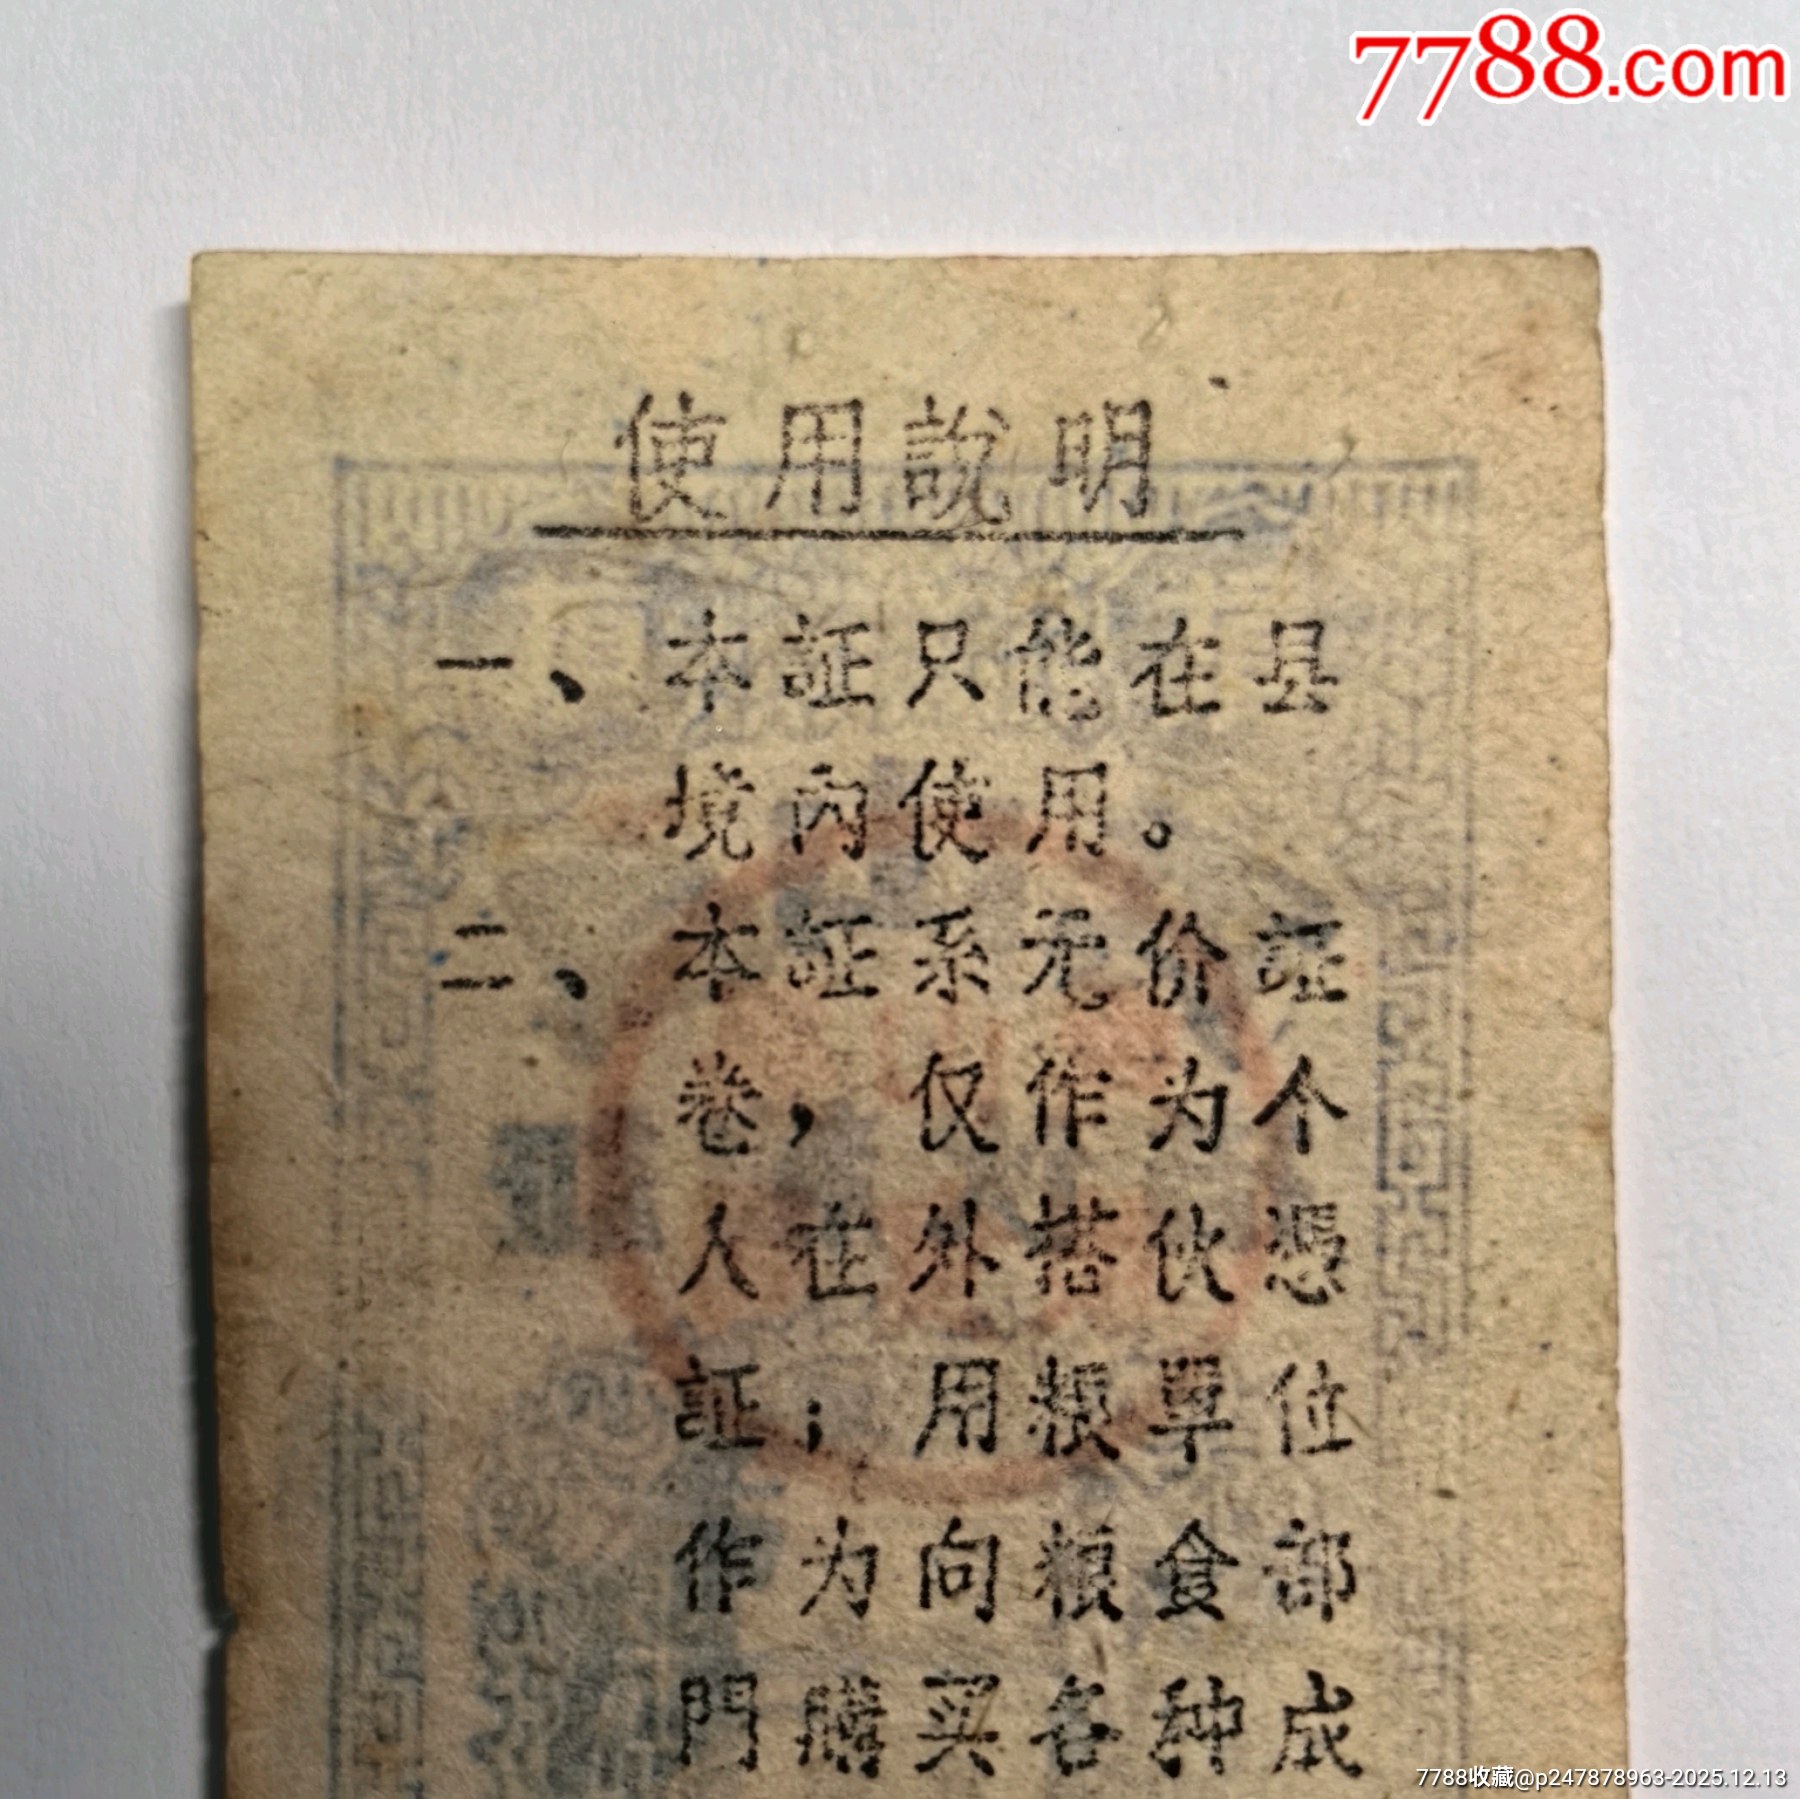 7788.com
使用說明
一、本証只能在县
境內使用。
二、本証系无价証
卷，仅作为个
人在外搭伙憑
証；用粮單位
作为向粮食部
門購买各种成
7788收藏@p247878963-2025.12.13